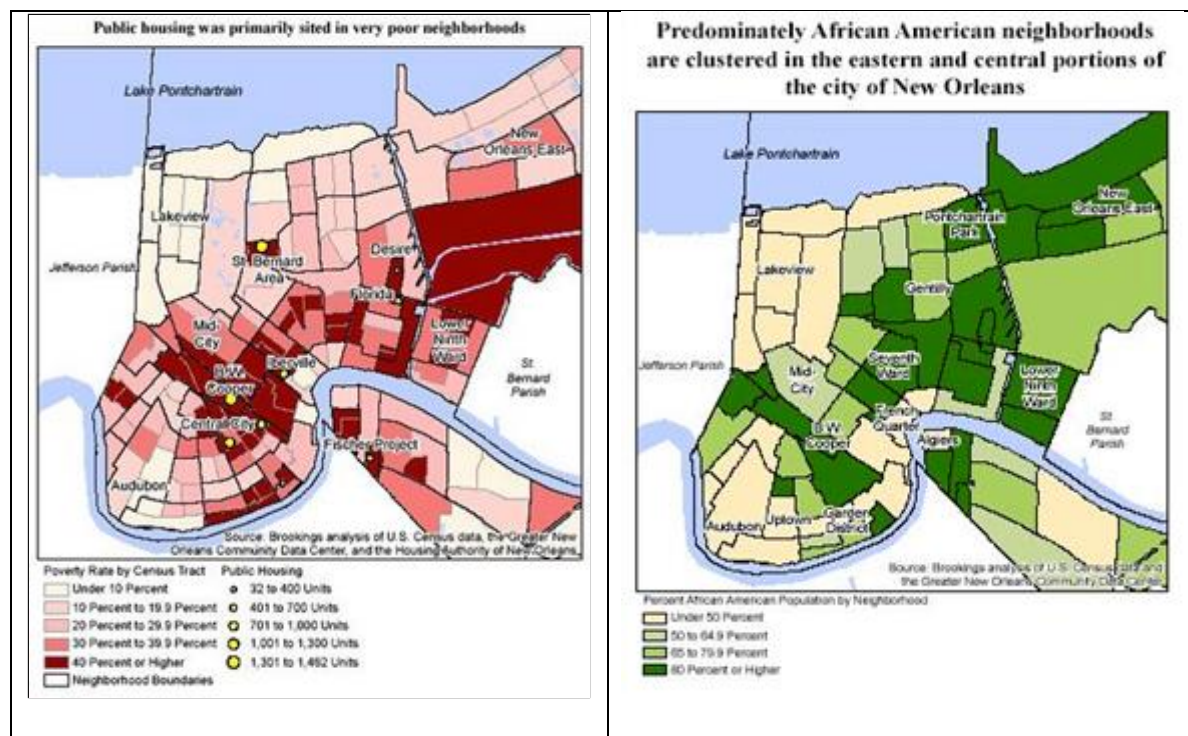 Public housing was primarily sited in very poor neighborhoods
Lake Pontchartrain
New
Orleans East
Lakeview
Desire
St. Bernard
Area
Jefferson Parish
Florida
Mid-
City
Lower
Ninth
Ward
Iberville
B.W.
Cooper
St.
Bernard
Parish
Central City
Fischer Project
Audubon
Source: Brookings analysis of U.S. Census data, the Greater New
Orleans Community Data Center, and the Housing Authority of New Orleans
Poverty Rate by Census Tract
Under 10 Percent
10 Percent to 19.9 Percent
20 Percent to 29.9 Percent
30 Percent to 39.9 Percent
40 Percent or Higher
Neighborhood Boundaries
Public Housing
32 to 400 Units
401 to 700 Units
701 to 1,000 Units
1,001 to 1,300 Units
1,301 to 1,462 Units
Predominately African American neighborhoods
are clustered in the eastern and central portions of
the city of New Orleans
Lake Pontchartrain
New
Orleans East
Pontchartrain
Park
Lakeview
Gentilly
Jefferson Parish
Seventh
Ward
Mid-
City
Lower
Ninth
Ward
French
Quarter
B.W.
Cooper
Algiers
St.
Bernard
Parish
Audubon
Uptown
Garden
District
Source: Brookings analysis of U.S. Census data and
the Greater New Orleans Community Data Center
Percent African American Population by Neighborhood
Under 50 Percent
50 to 64.9 Percent
65 to 79.9 Percent
80 Percent or Higher